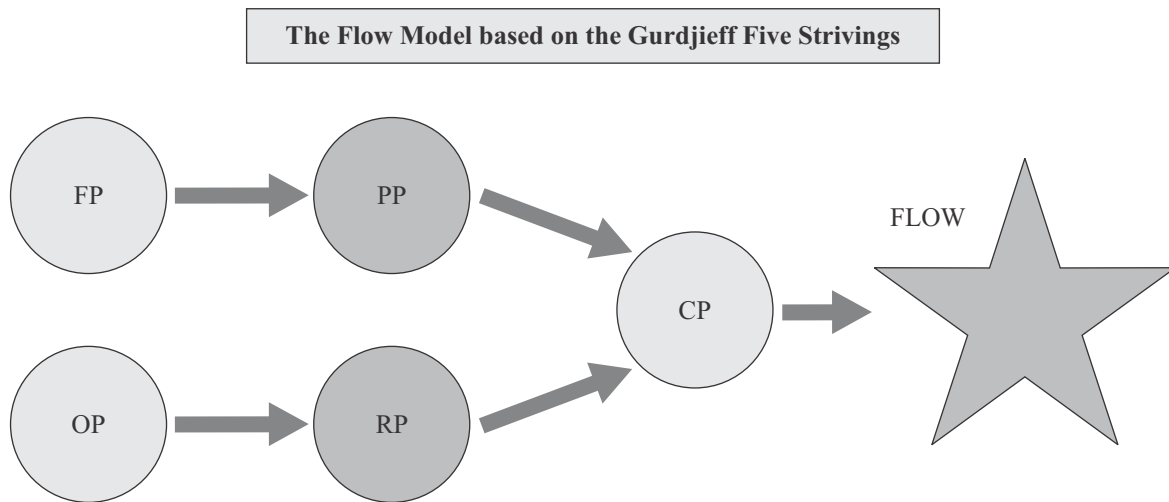 The Flow Model based on the Gurdjieff Five Strivings
FP
PP
FLOW
CP
OP
RP